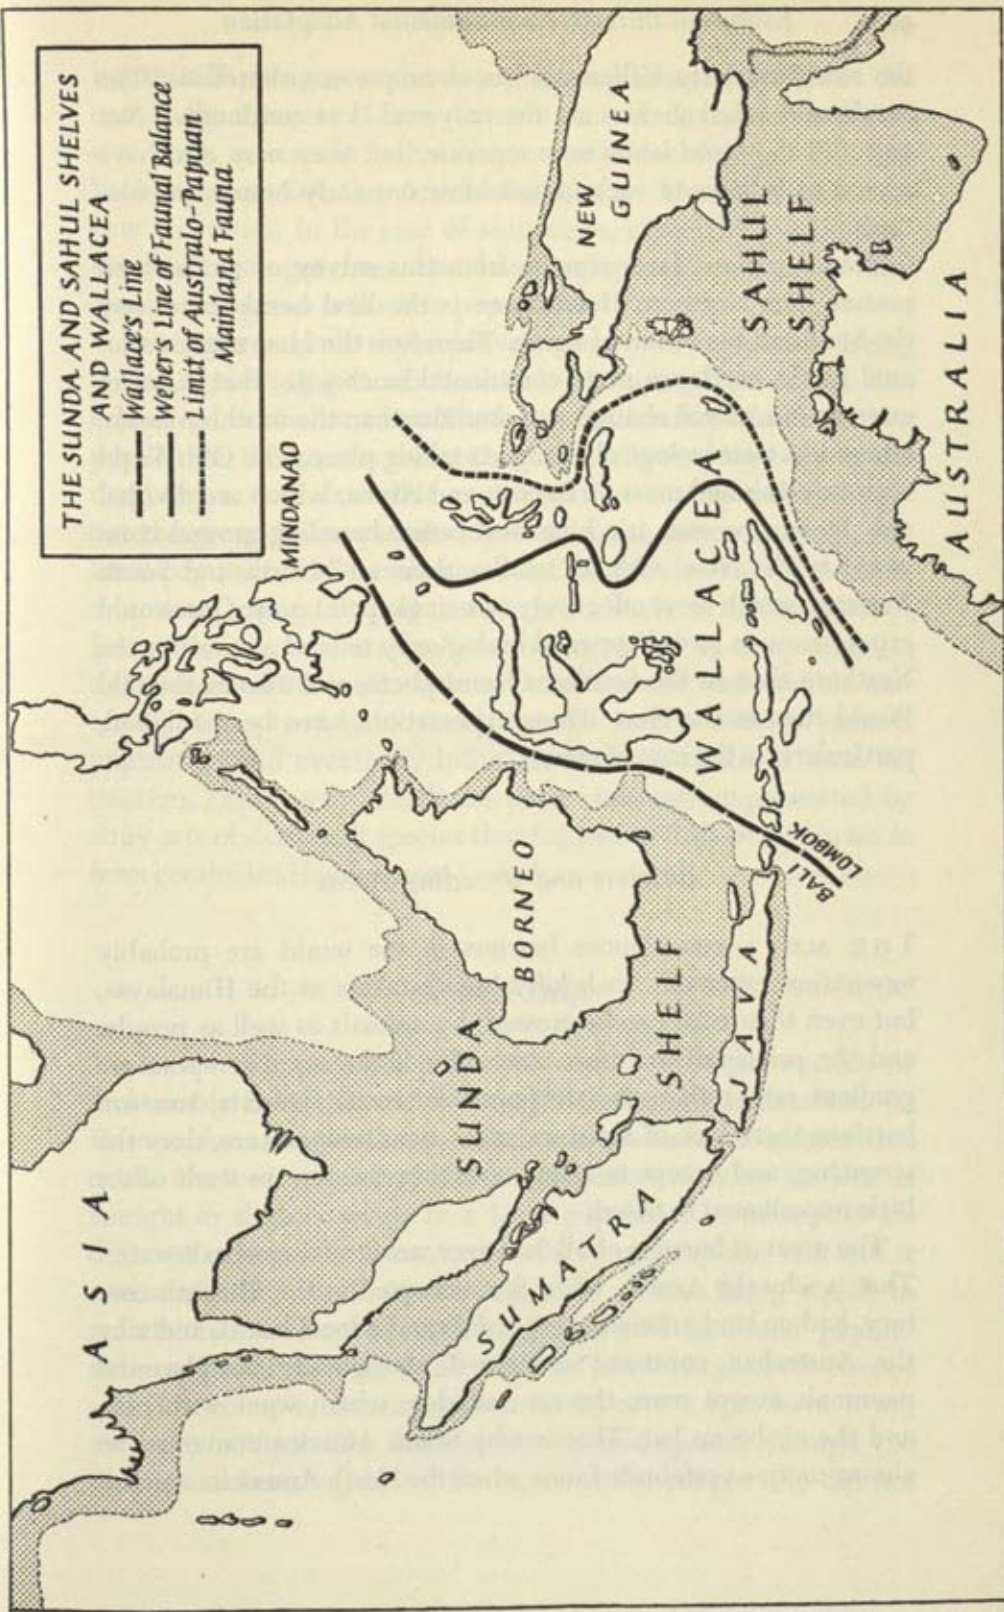 THE SUNDA AND SAHUL SHELVES
AND WALLACEA
Wallace's Line
Weber's Line of Faunal Balance
Limit of Australo-Papuan
Mainland Fauna
ASIA
MINDANAO
SUNDA
SHELF
BORNEO
SUMATRA
JAVA
BALI
LOMBOK
WALLACEA
NEW
GUINEA
SAHUL
SHELF
AUSTRALIA